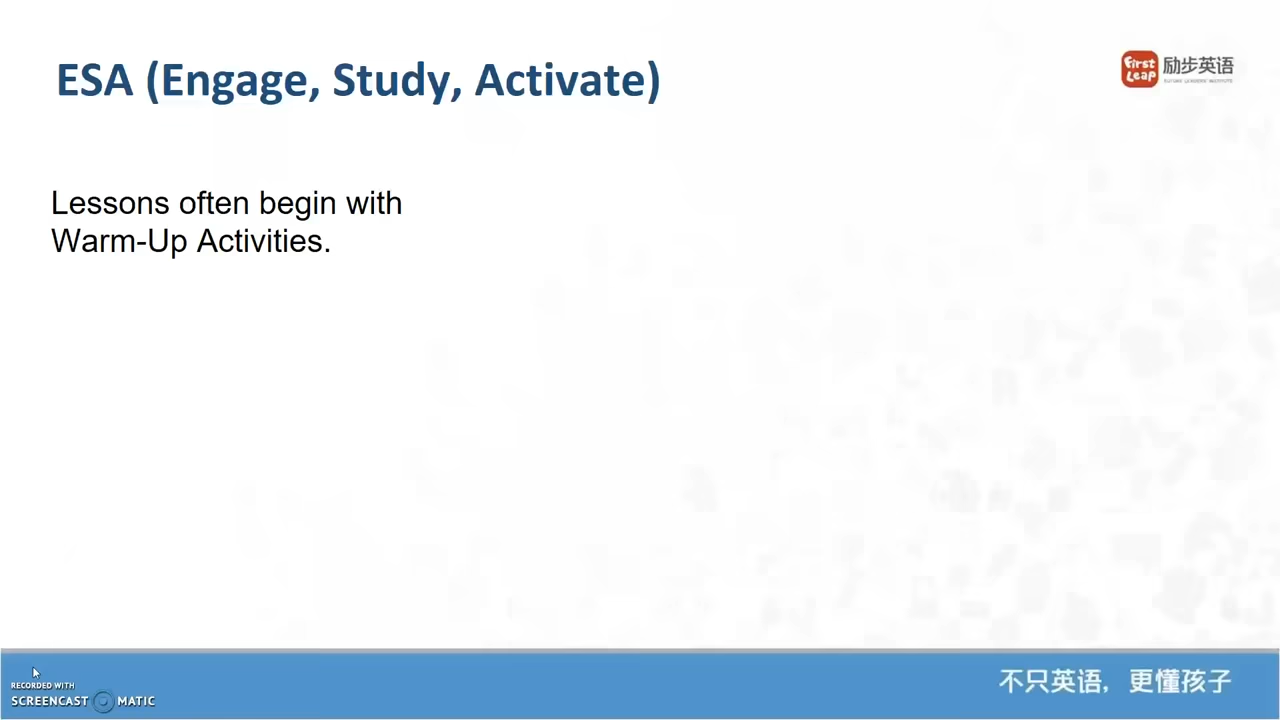 ESA (Engage, Study, Activate)
First Leap 励步英语
Lessons often begin with
Warm-Up Activities.
不只英语，更懂孩子
RECORDED WITH
SCREENCAST MATIC